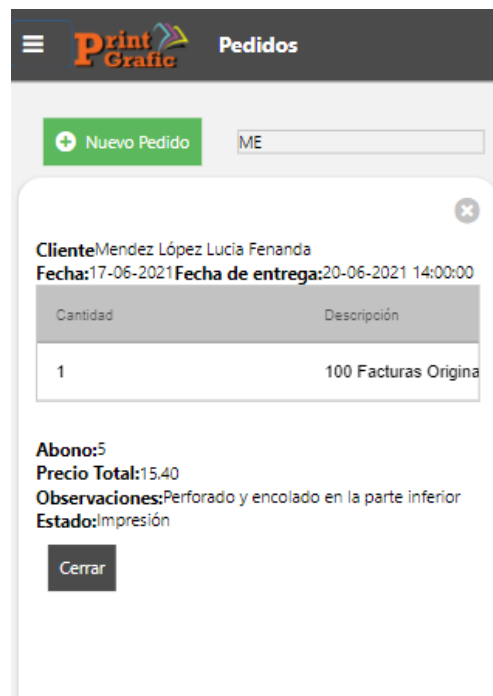 Print Grafic
Pedidos
Nuevo Pedido
ME
ClienteMendez López Lucia Fenanda
Fecha:17-06-2021Fecha de entrega:20-06-2021 14:00:00
Cantidad Descripción
1 100 Facturas Origina
Abono:5
Precio Total:15.40
Observaciones:Perforado y encolado en la parte inferior
Estado:Impresión
Cerrar